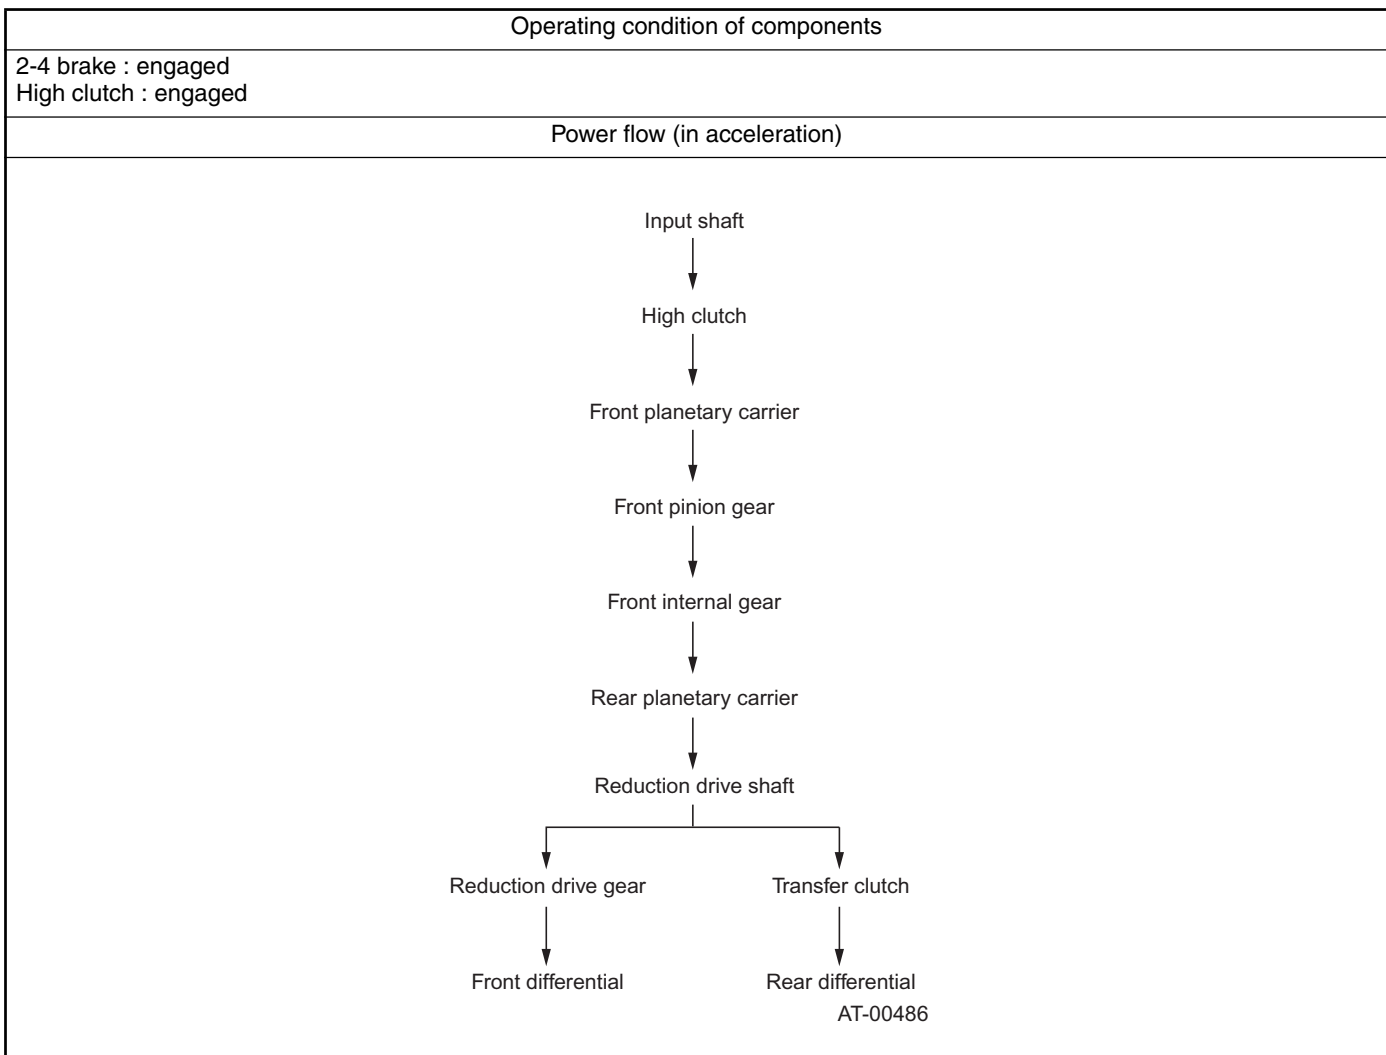 Operating condition of components
2-4 brake : engaged
High clutch : engaged
Power flow (in acceleration)
Input shaft
High clutch
Front planetary carrier
Front pinion gear
Front internal gear
Rear planetary carrier
Reduction drive shaft
Reduction drive gear
Transfer clutch
Front differential
Rear differential
AT-00486